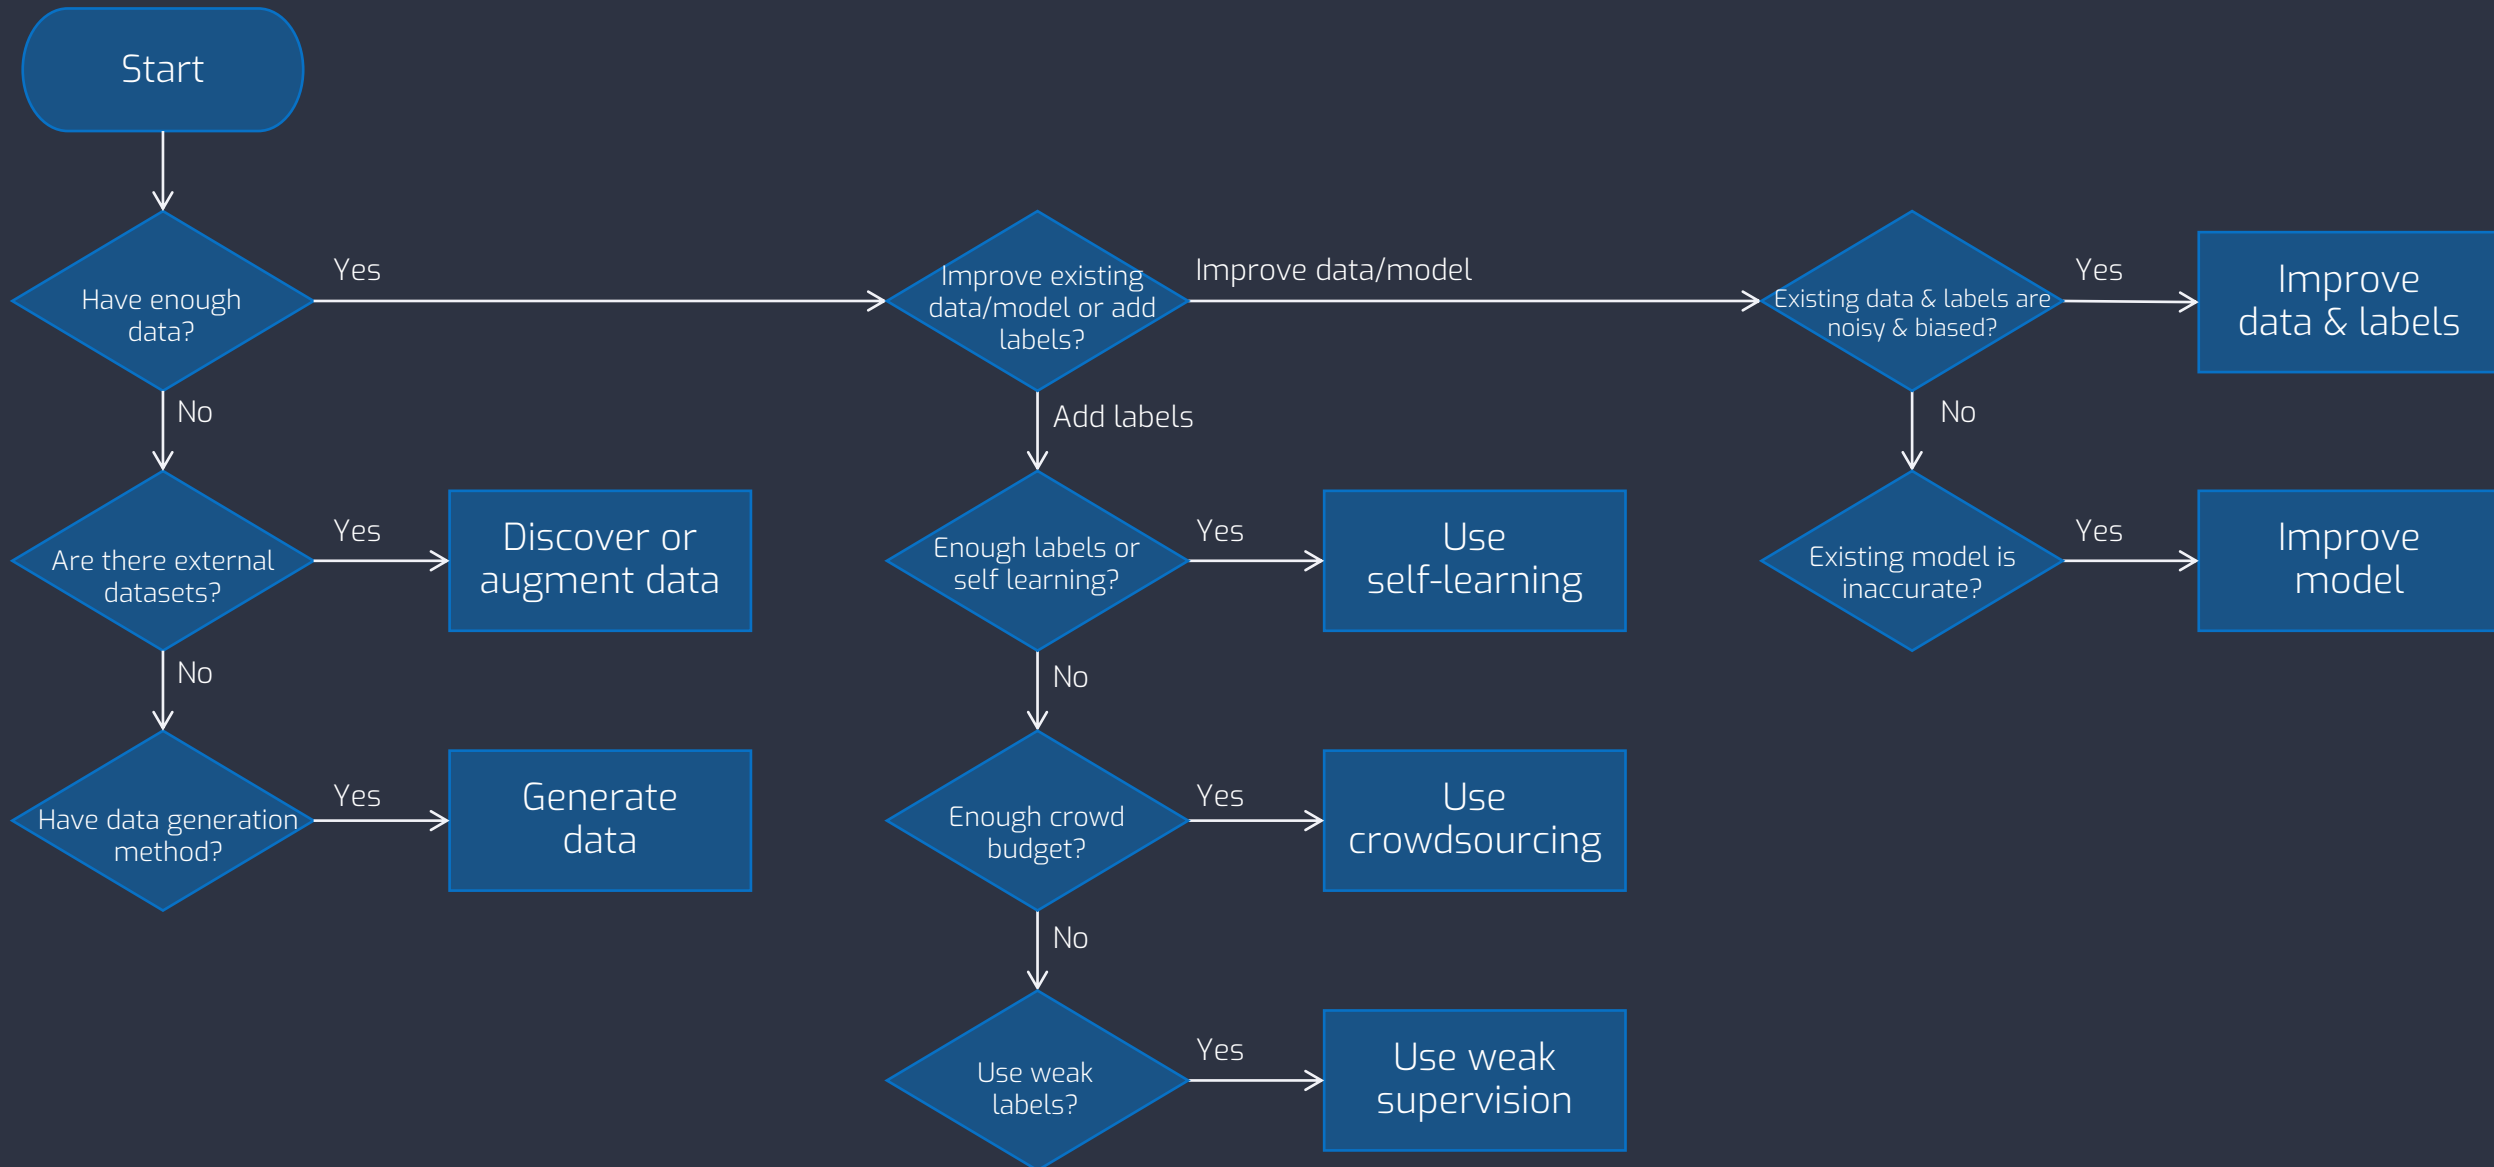 Start
Have enough
data?
Yes
Improve existing
data/model or add
labels?
Improve data/model
Existing data & labels are
noisy & biased?
Yes
Improve
data & labels
No
Add labels
No
Are there external
datasets?
Yes
Discover or
augment data
Enough labels or
self learning?
Yes
Use
self-learning
Existing model is
inaccurate?
Yes
Improve
model
No
No
Have data generation
method?
Yes
Generate
data
Enough crowd
budget?
Yes
Use
crowdsourcing
No
Use weak
labels?
Yes
Use weak
supervision